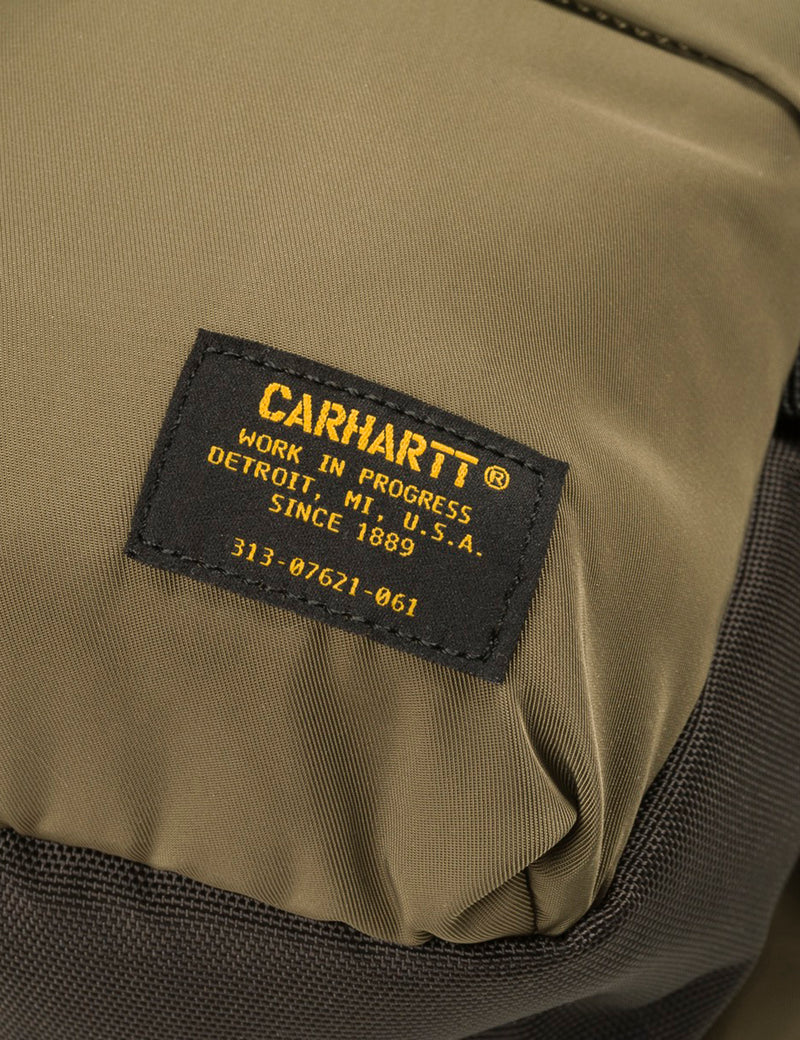 CARHARTT®
WORK IN PROGRESS
DETROIT, MI, U.S.A.
SINCE 1889
313-07621-061